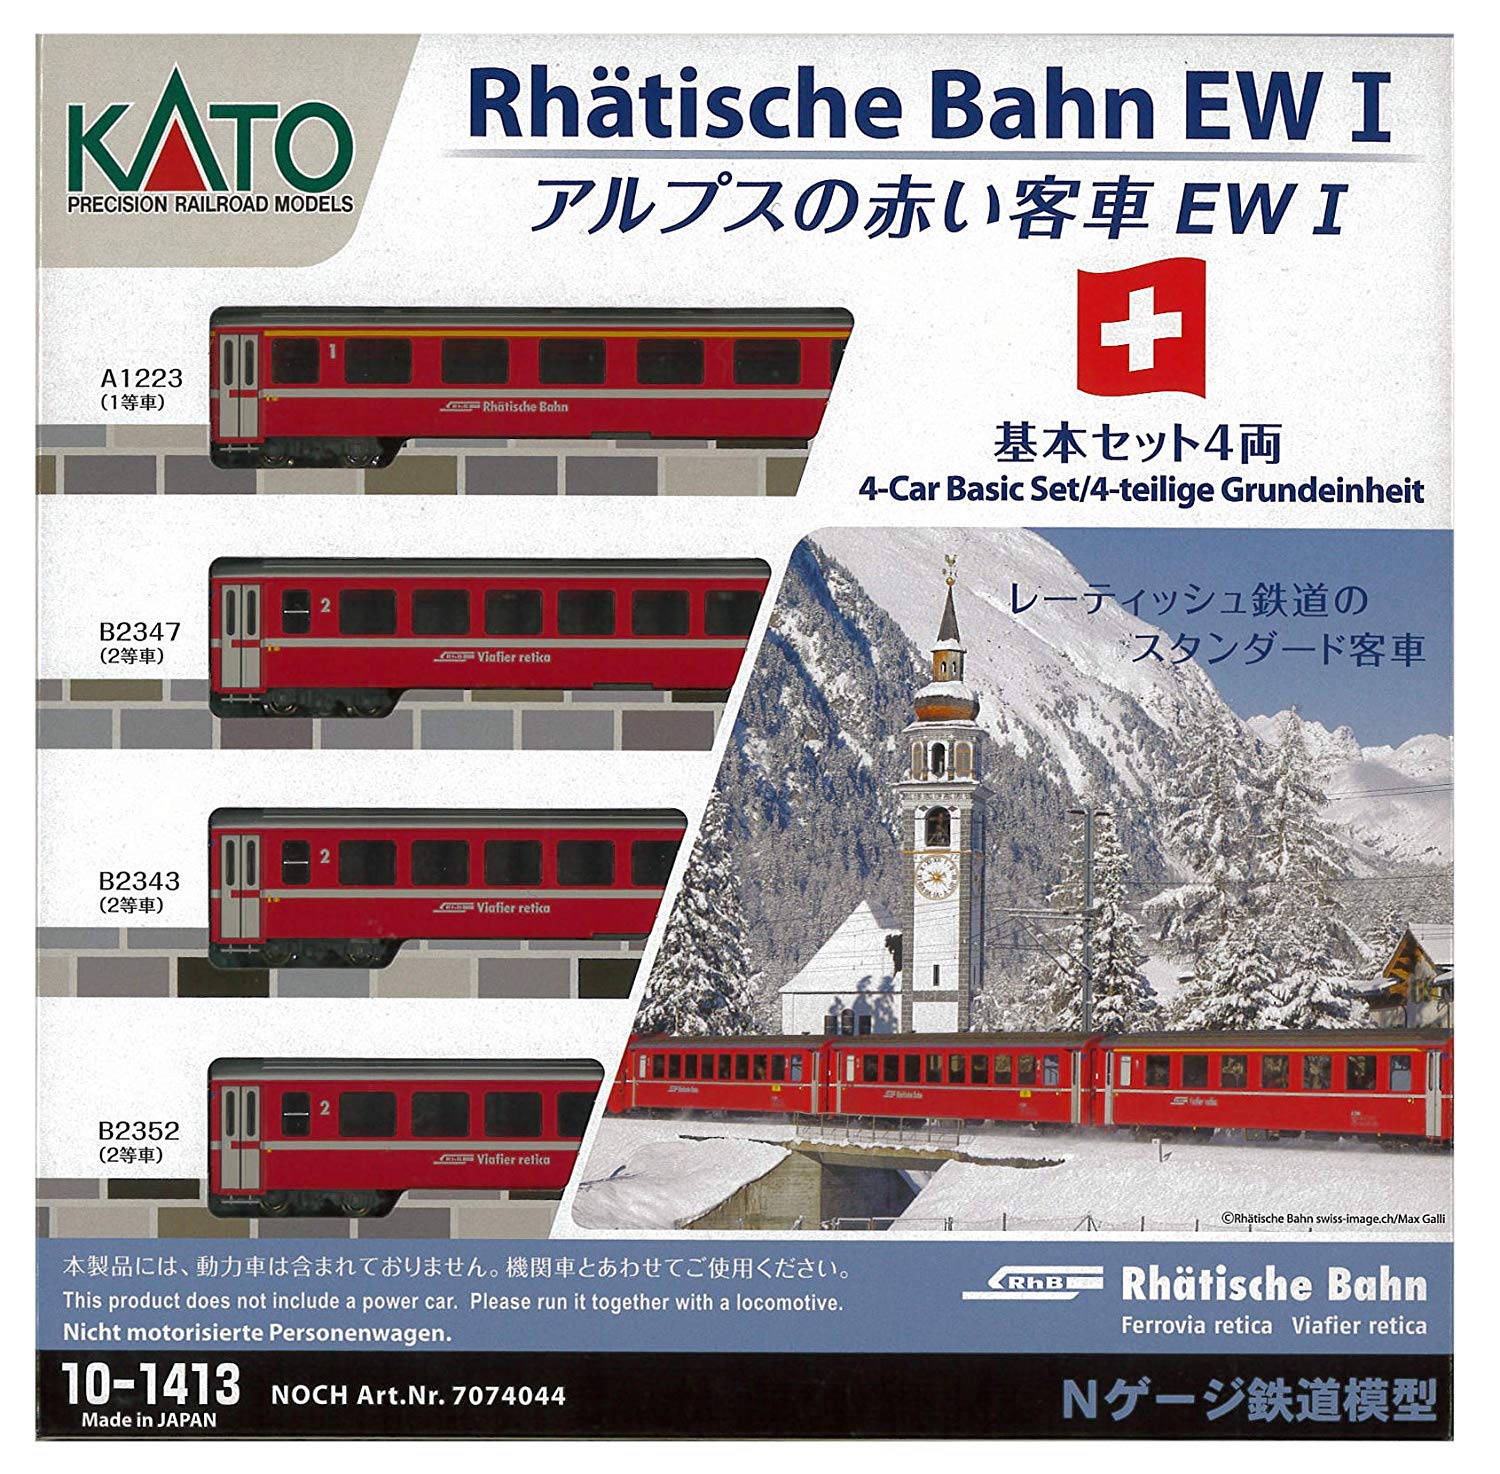 KATO
PRECISION RAILROAD MODELS
Rhätische Bahn EW I
アルプスの赤い客車 EW I
A1223
（1等車）
1
Rhätische Bahn
基本セット4両
4-Car Basic Set/4-teilige Grundeinheit
B2347
（2等車）
2
RhB Viafier retica
レーティッシュ鉄道の
スタンダード客車
B2343
（2等車）
2
RhB Viafier retica
B2352
（2等車）
2
RhB Viafier retica
©Rhätische Bahn swiss-image.ch/Max Galli
本製品には、動力車は含まれておりません。機関車とあわせてご使用ください。
This product does not include a power car. Please run it together with a locomotive.
Nicht motorisierte Personenwagen.
RhB Rhätische Bahn
Ferrovia retica Viafier retica
10-1413
Made in JAPAN
NOCH Art.Nr. 7074044
Nゲージ鉄道模型